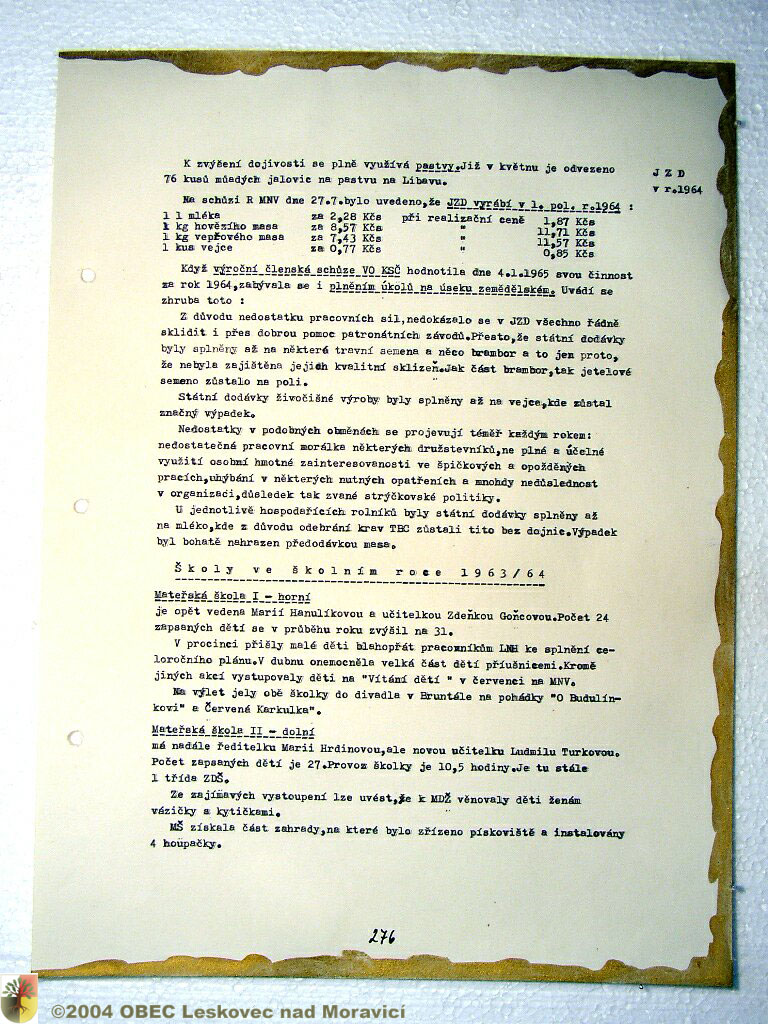 K zvýšení dojivosti se plně využívá pastvy.Již v květnu je odvezeno
76 kusů mladých jalovic na pastvu na Libavu.
J Z D
v r.1964
Na schůzi R MNV dne 27.7.bylo uvedeno,že JZD vyrábí v 1. pol. r.1964 :
1 l mléka za 2,28 Kčs při realizační ceně 1,87 Kčs
1 kg hovězího masa za 8,57 Kčs " 11,71 Kčs
1 kg vepřového masa za 7,43 Kčs " 11,57 Kčs
1 kus vejce za 0,77 Kčs " 0,85 Kčs
Když výroční členská schůze VO KSČ hodnotila dne 4.1.1965 svou činnost
za rok 1964,zabývala se i plněním úkolů na úseku zemědělském. Uvádí se
zhruba toto :
Z důvodu nedostatku pracovních sil,nedokázalo se v JZD všechno řádně
sklidit i přes dobrou pomoc patronátních závodů.Přesto,že státní dodávky
byly splněny až na některá travní semena a něco brambor a to jen proto,
že nebyla zajištěna jejich kvalitní sklizeň.Jak část brambor,tak jetelové
semeno zůstalo na poli.
Státní dodávky živočišné výroby byly splněny až na vejce,kde zůstal
značný výpadek.
Nedostatky v podobných obměnách se projevují téměř každým rokem:
nedostatečná pracovní morálka některých družstevníků,ne plné a účelné
využití osobní hmotné zainteresovanosti ve špičkových a opožděných
pracích,uhýbání v některých nutných opatřeních a mnohdy nedůslednost
v organizaci,důsledek tak zvané strýčkovské politiky.
U jednotlivě hospodařících rolníků byly státní dodávky splněny až
na mléko,kde z důvodu odebrání krav TBC zůstali tito bez dojnic.Výpadek
byl bohatě nahrazen předodávkou masa.
Školy ve školním roce 1963/64
Mateřská škola I - horní
je opět vedena Marií Hanulíkovou a učitelkou Zdeňkou Gońcovou.Počet 24
zapsaných dětí se v průběhu roku zvýšil na 31.
V procinci přišly malé děti blahopřát pracovníkům LNH ke splnění ce-
loročního plánu.V dubnu onemocněla velká část dětí příušnicemi.Kromě
jiných akcí vystupovaly děti na "Vítání dětí " v červenci na MNV.
Na výlet jely obě školky do divadla v Bruntále na pohádky "O Budulín-
kovi" a Červená Karkulka".
Mateřská škola II - dolní
má nadále ředitelku Marii Hrdinovou,ale novou učitelku Ludmilu Turkovou.
Počet zapsaných dětí je 27.Provoz školky je 10,5 hodiny.Je tu stále
1 třída ZDŠ.
Ze zajímavých vystoupení lze uvést,že k MDŽ věnovaly děti ženám
vázičky a kytičkami.
MŠ získala část zahrady,na které bylo zřízeno pískoviště a instalovány
4 houpačky.
276
©2004 OBEC Leskovec nad Moravicí